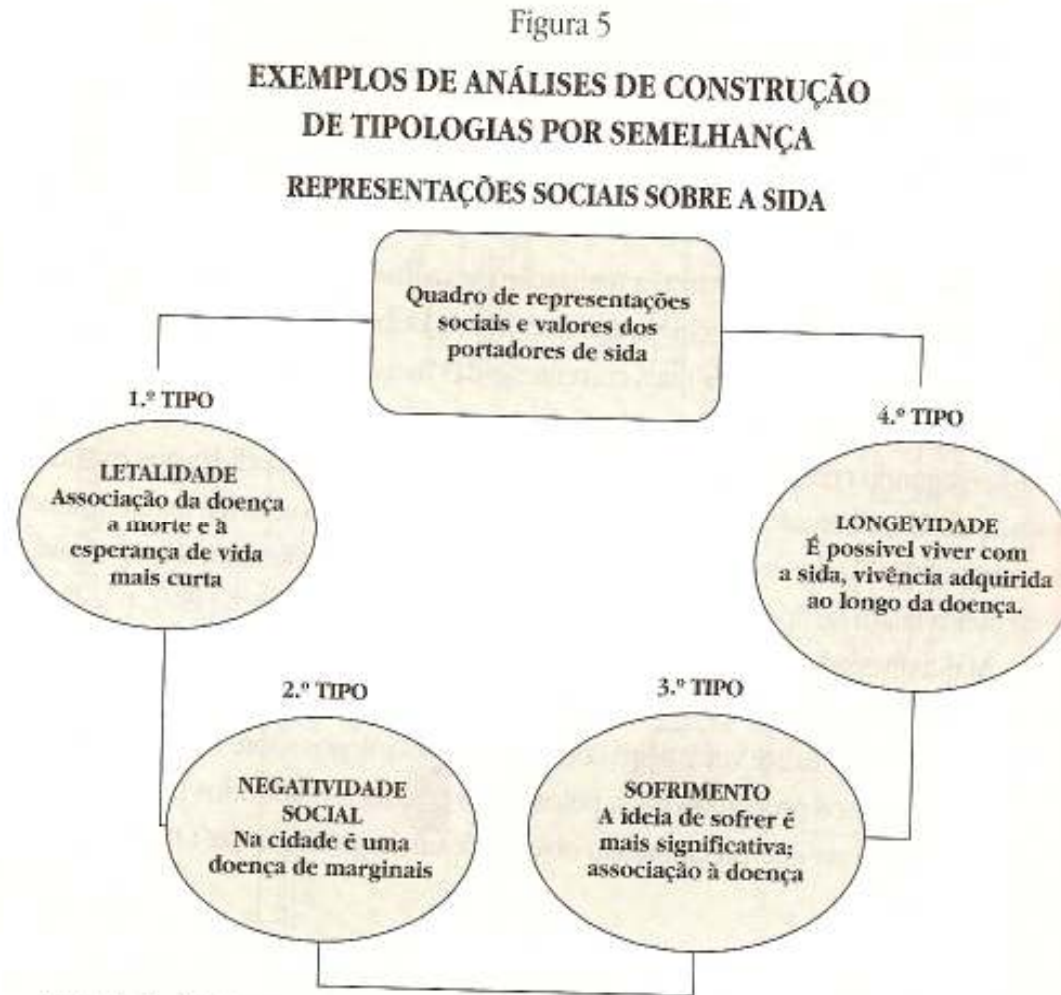 Figura 5
EXEMPLOS DE ANÁLISES DE CONSTRUÇÃO
DE TIPOLOGIAS POR SEMELHANÇA
REPRESENTAÇÕES SOCIAIS SOBRE A SIDA
Quadro de representações
sociais e valores dos
portadores de sida
1.º TIPO
LETALIDADE
Associação da doença
a morte e à
esperança de vida
mais curta
2.º TIPO
NEGATIVIDADE
SOCIAL
Na cidade é uma
doença de marginais
3.º TIPO
SOFRIMENTO
A ideia de sofrer é
mais significativa;
associação à doença
4.º TIPO
LONGEVIDADE
É possivel viver com
a sida, vivência adquirida
ao longo da doença.